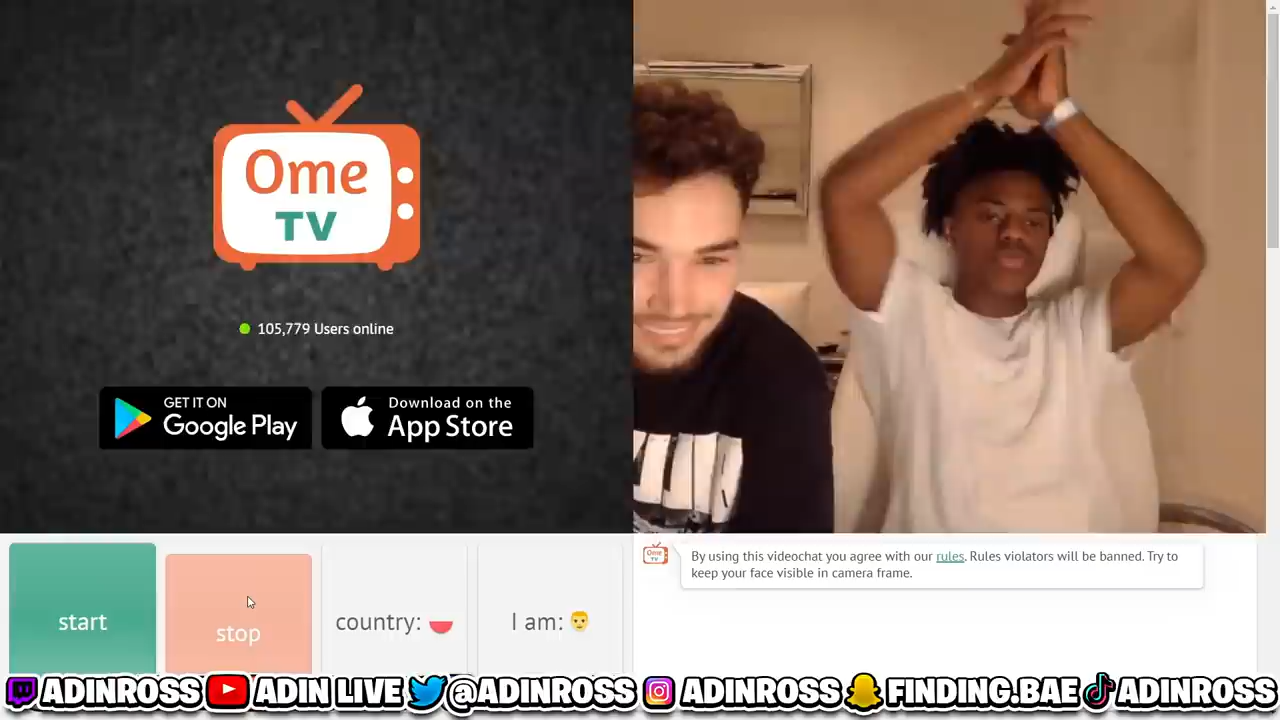 Ome
TV
105,779 Users online
GET IT ON
Google Play
Download on the
App Store
start
stop
country:
I am:
Ome
TV
By using this videochat you agree with our rules. Rules violators will be banned. Try to
keep your face visible in camera frame.
ADINROSS ADIN LIVE @ADINROSS ADINROSS FINDING.BAE ADINROSS